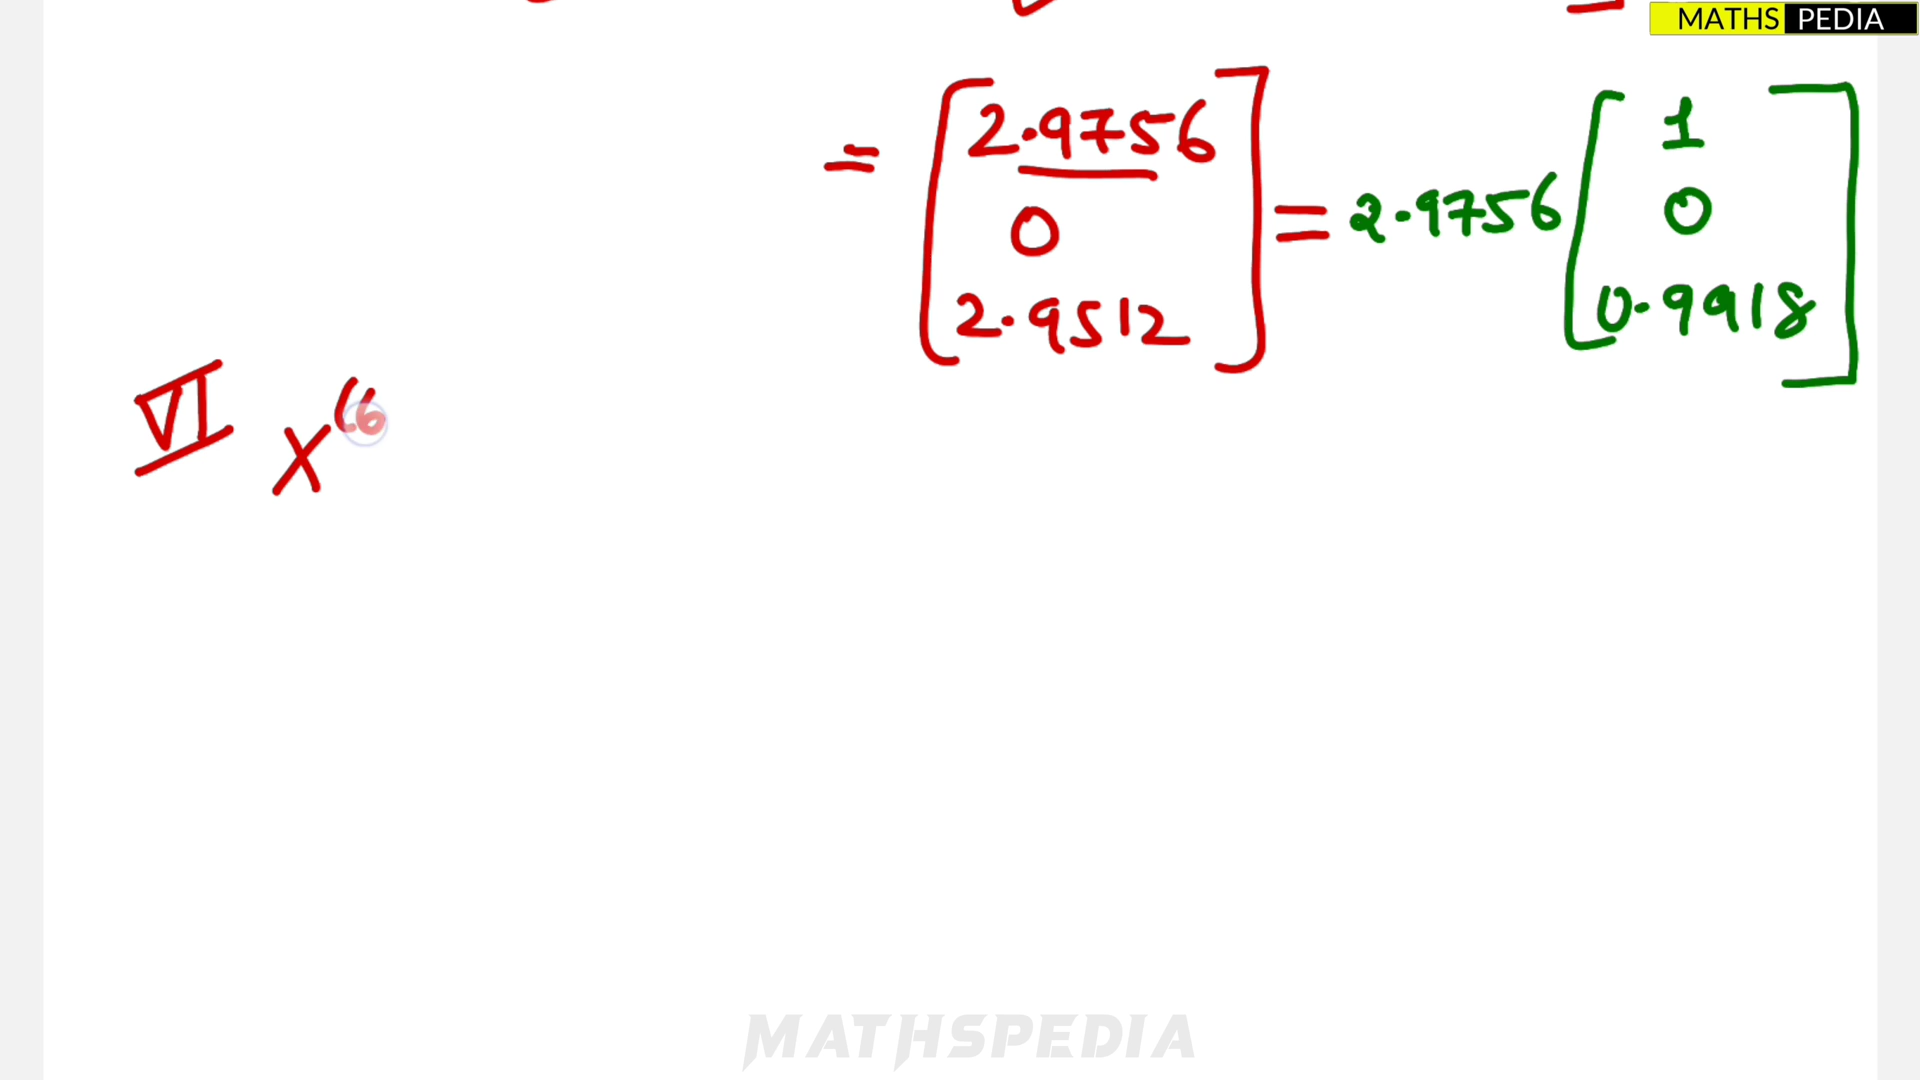 MATHS PEDIA
= [2.9756 0 2.9512] = 2.9756 [1 0 0.9918]
VI X(6
MATHSPEDIA